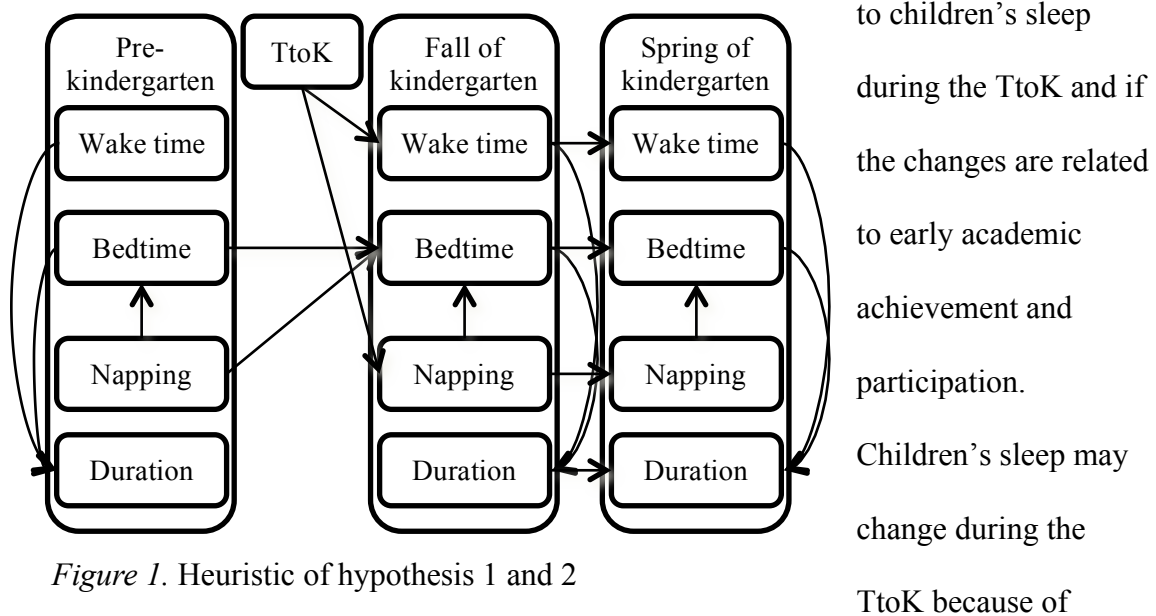 Pre-
kindergarten
Wake time
Bedtime
Napping
Duration
TtoK
Fall of
kindergarten
Wake time
Bedtime
Napping
Duration
Spring of
kindergarten
Wake time
Bedtime
Napping
Duration
Figure 1. Heuristic of hypothesis 1 and 2
to children’s sleep
during the TtoK and if
the changes are related
to early academic
achievement and
participation.
Children’s sleep may
change during the
TtoK because of